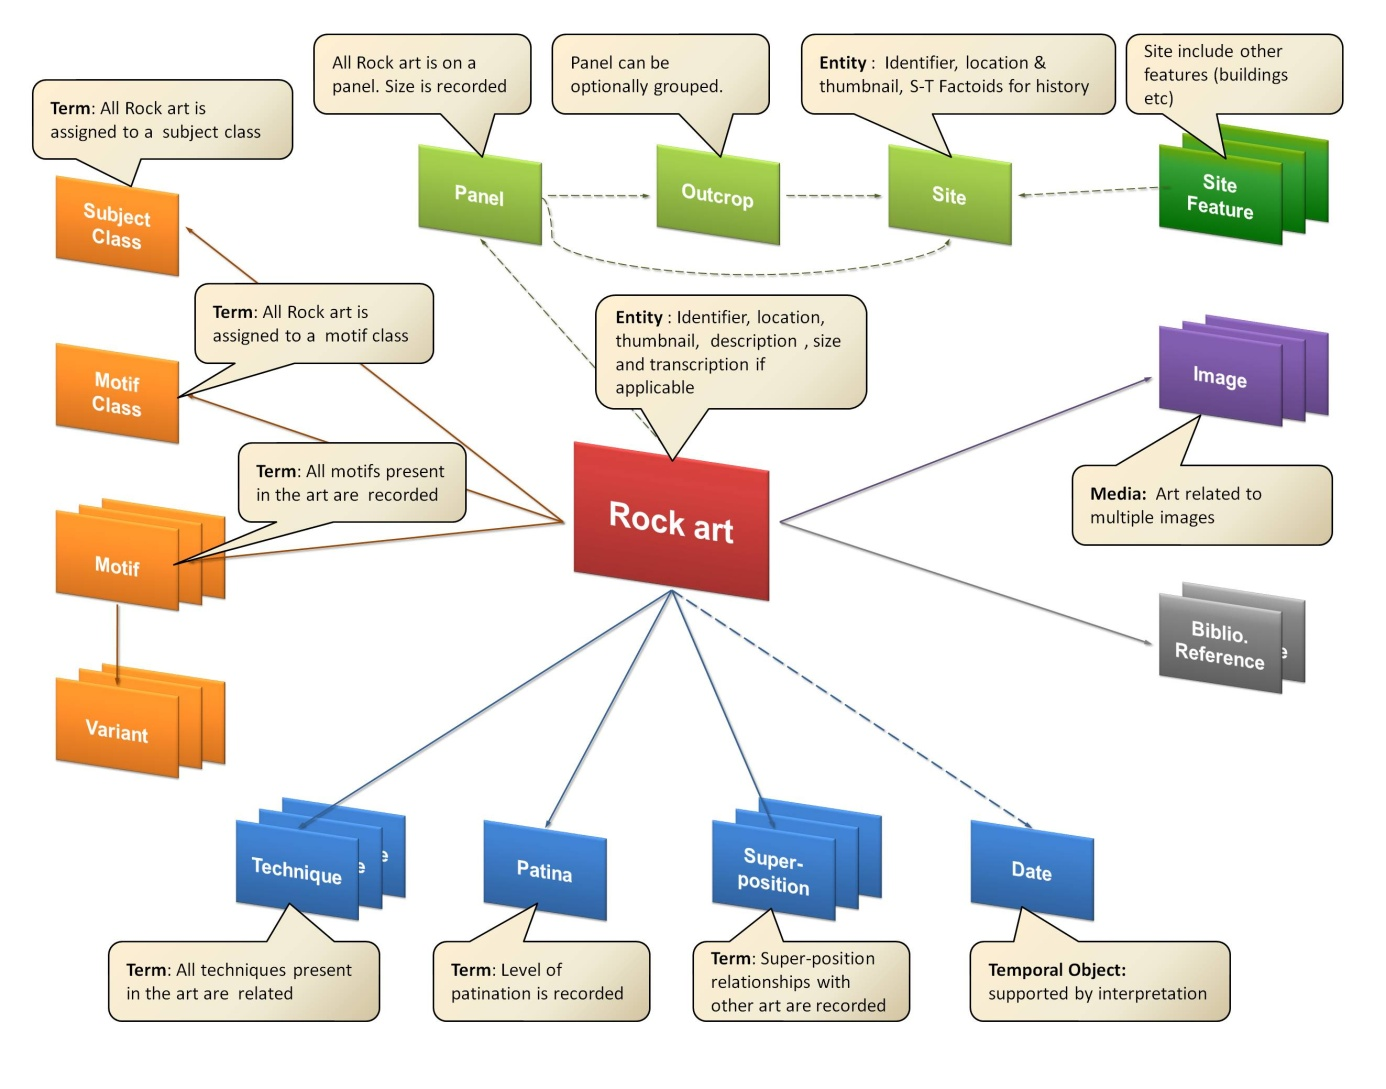 All Rock art is on a
panel. Size is recorded
Panel can be
optionally grouped.
Entity : Identifier, location &
thumbnail, S-T Factoids for history
Site include other
features (buildings
etc)
Term: All Rock art is
assigned to a subject class
Panel
Outcrop
Site
Site
Feature
Subject
Class
Term: All Rock art is
assigned to a motif class
Entity : Identifier, location,
thumbnail, description , size
and transcription if
applicable
Motif
Class
Image
Term: All motifs present
in the art are recorded
Rock art
Media: Art related to
multiple images
Motif
Biblio.
Reference
e
Variant
Technique
e
e
Patina
Super-
position
Date
Term: All techniques present
in the art are related
Term: Level of
patination is recorded
Term: Super-position
relationships with
other art are recorded
Temporal Object:
supported by interpretation